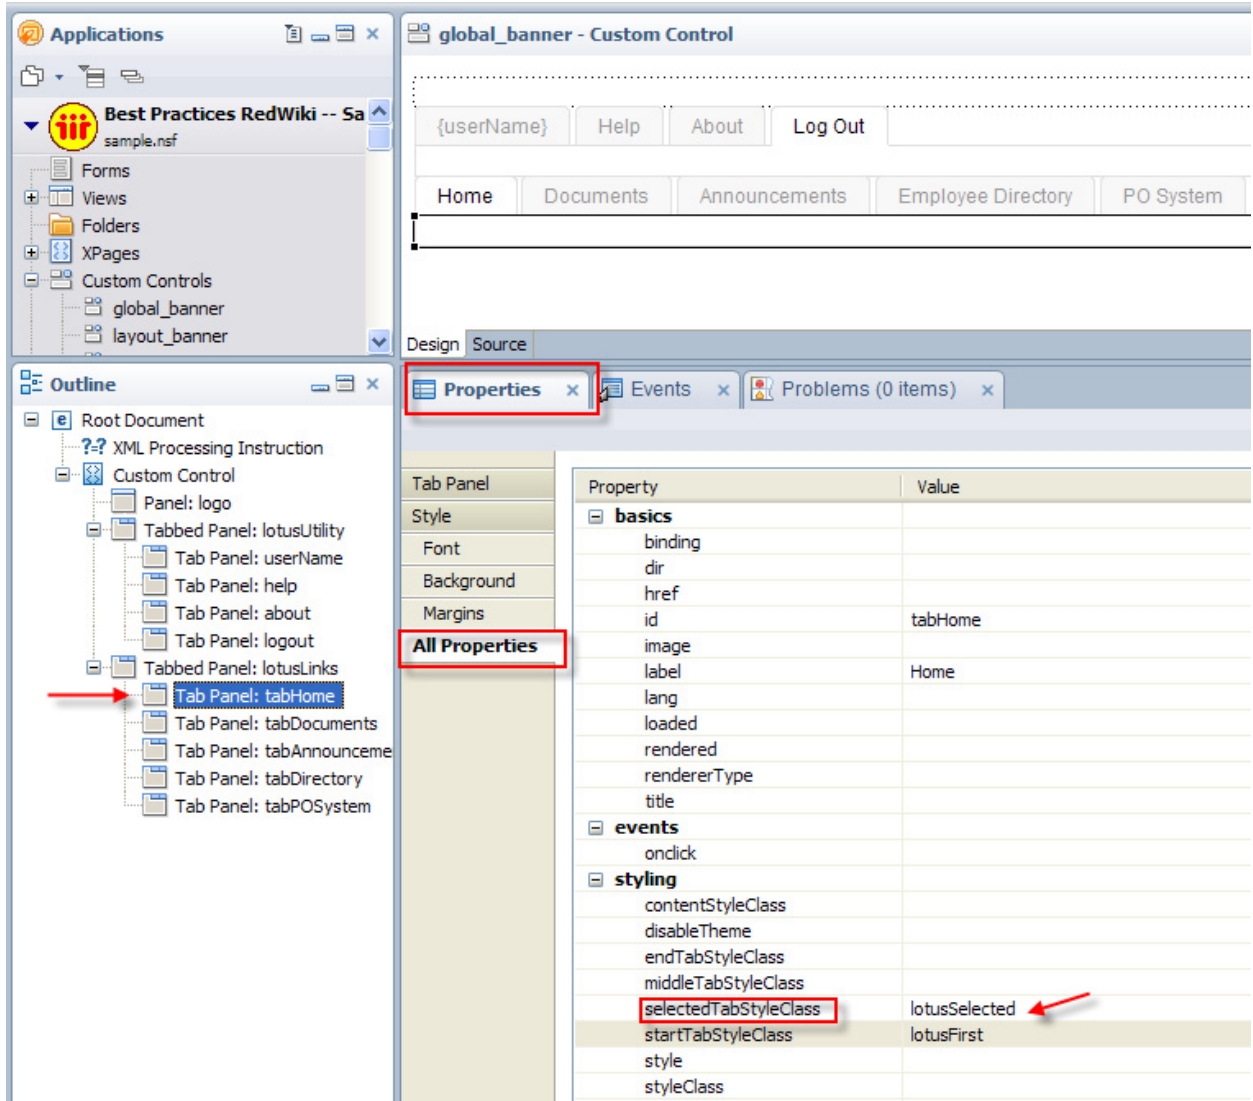 Applications
Best Practices RedWiki -- Sa
sample.nsf
Forms
Views
Folders
XPages
Custom Controls
global_banner
layout_banner
global_banner - Custom Control
{userName} Help About Log Out
Home Documents Announcements Employee Directory PO System
Design Source
Outline
Root Document
?=? XML Processing Instruction
Custom Control
Panel: logo
Tabbed Panel: lotusUtility
Tab Panel: userName
Tab Panel: help
Tab Panel: about
Tab Panel: logout
Tabbed Panel: lotusLinks
Tab Panel: tabHome
Tab Panel: tabDocuments
Tab Panel: tabAnnounceme
Tab Panel: tabDirectory
Tab Panel: tabPOSystem
Properties Events Problems (0 items)
Tab Panel
Style
Font
Background
Margins
All Properties
Property Value
basics
binding
dir
href
id tabHome
image
label Home
lang
loaded
rendered
rendererType
title
events
onclick
styling
contentStyleClass
disableTheme
endTabStyleClass
middleTabStyleClass
selectedTabStyleClass lotusSelected
startTabStyleClass lotusFirst
style
styleClass